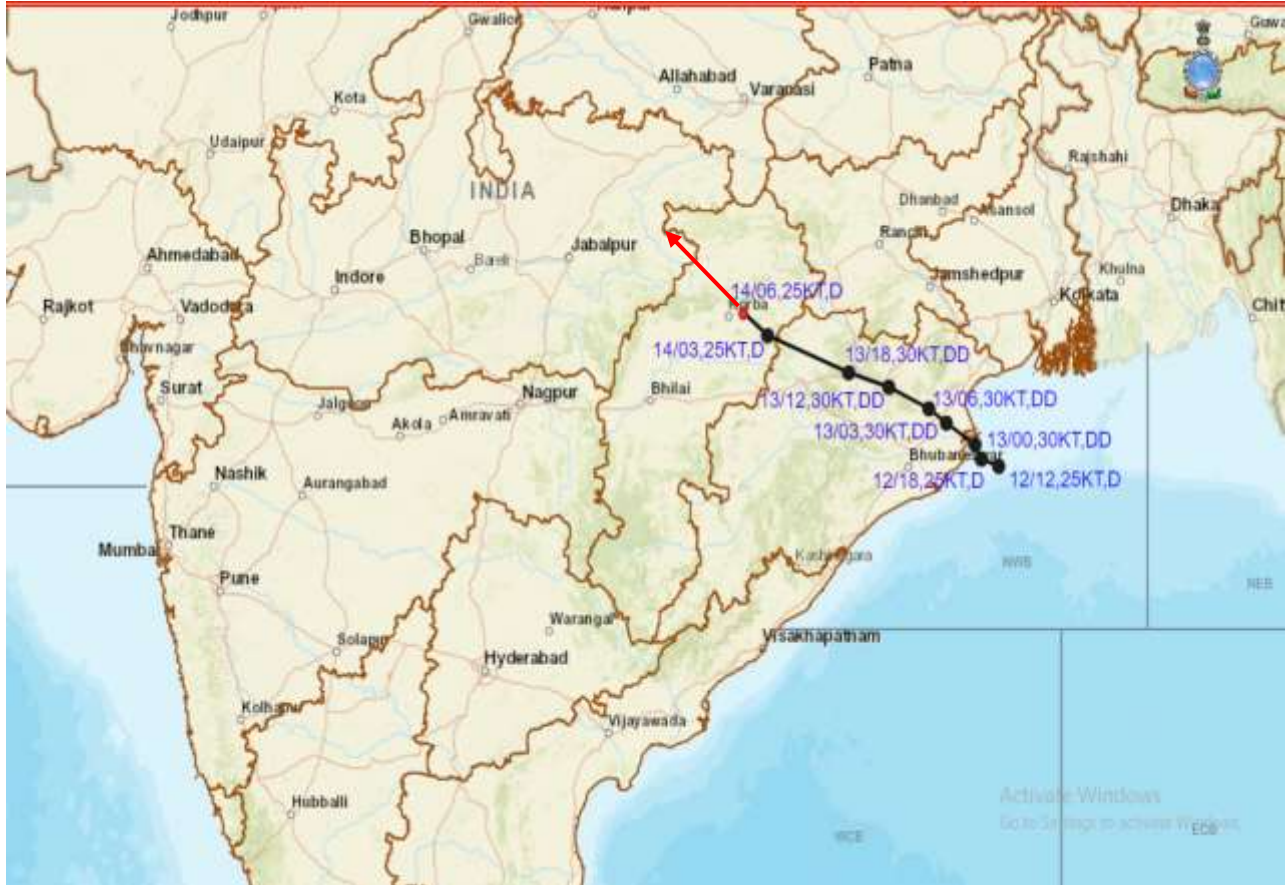 Jodhpur
Gwalior
Kota
Allahabad
Varanasi
Patna
Udaipur
INDIA
Rajshahi
Dhanbad
Asansol
Dhaka
Ahmedabad
Bhopal
Jabalpur
Ranchi
Indore
Jamshedpur
Khulna
Rajkot
Vadodara
14/06,25KT,D
Korba
Kolkata
Chit
Bhavnagar
14/03,25KT,D
13/18,30KT,DD
Surat
Jalgaon
Nagpur
Bhilai
13/12,30KT,DD
13/06,30KT,DD
Akola
Amravati
13/03,30KT,DD
13/00,30KT,DD
Nashik
Bhubaneswar
Aurangabad
12/18,25KT,D
12/12,25KT,D
Thane
Mumbai
Pune
NWB
NEB
Warangal
Solapur
Visakhapatnam
Hyderabad
Kolhapur
Vijayawada
Hubballi
Activate Windows
Go to Settings to activate Windows.
WCB
ECB